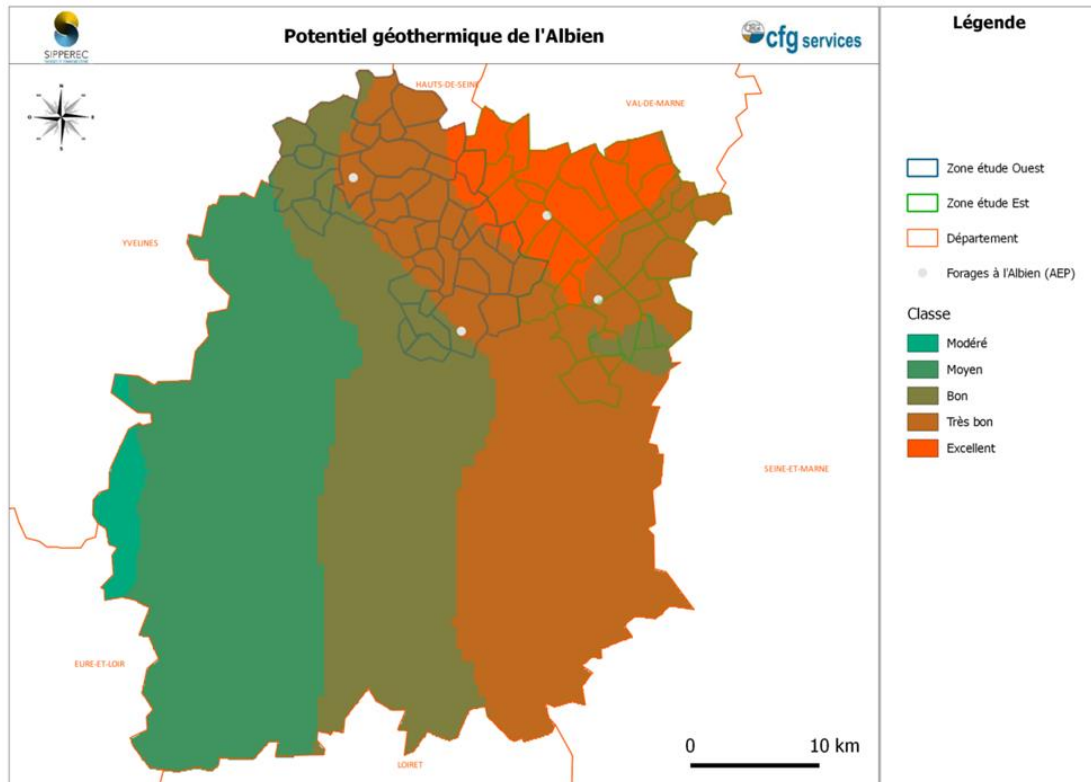 SIPPEREC
Potentiel géothermique de l'Albien
cfg services
Légende
HAUTS-DE-SEINE
VAL-DE-MARNE
N
O
E
S
YVELINES
SEINE-ET-MARNE
EURE-ET-LOIR
LOIRET
0 10 km
Zone étude Ouest
Zone étude Est
Département
Forages à l'Albien (AEP)
Classe
Modéré
Moyen
Bon
Très bon
Excellent